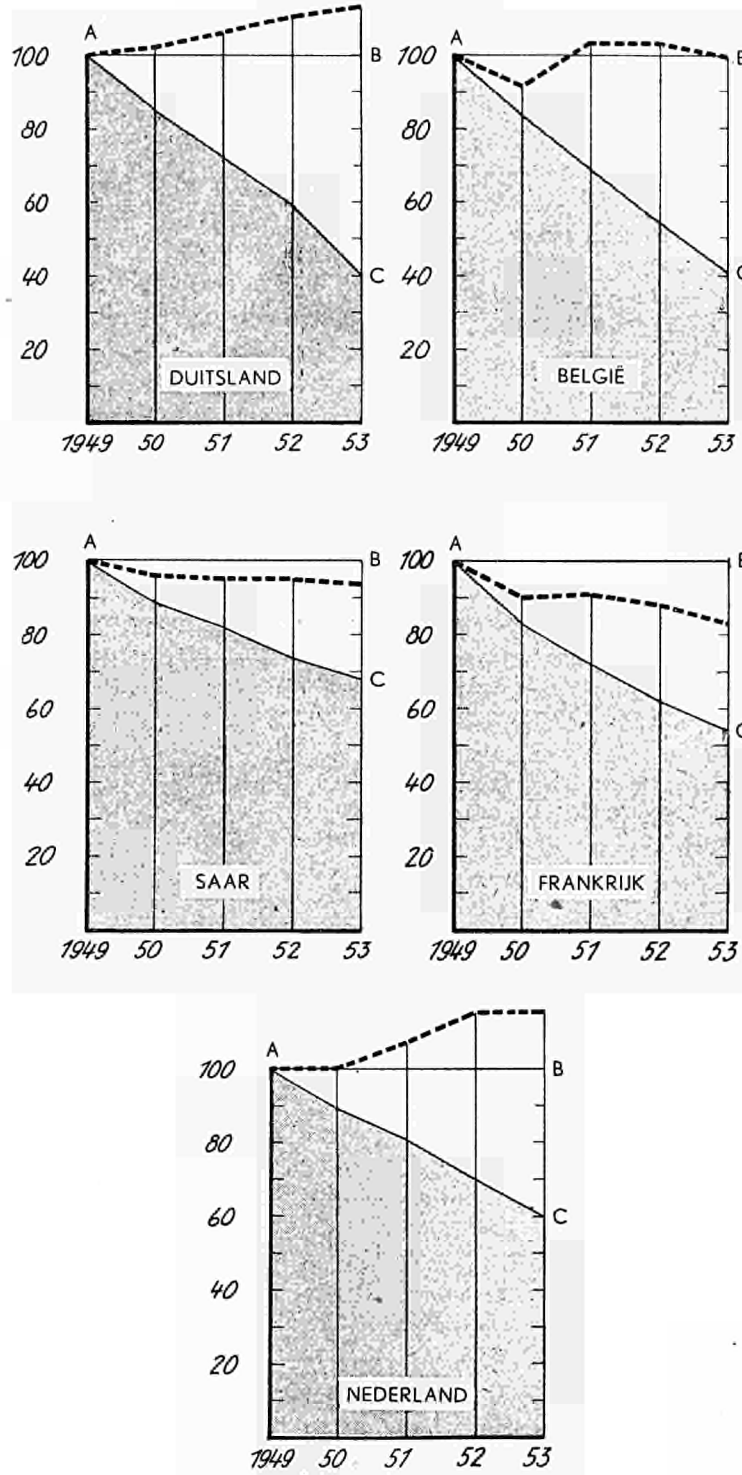 A A
100 B 100 B
80 80
60 60
40 C 40 C
20 20
DUITSLAND BELGIË
1949 50 51 52 53 1949 50 51 52 53
A A
100 B 100 B
80 80
C
60 60
C
40 40
20 20
SAAR FRANKRIJK
1949 50 51 52 53 1949 50 51 52 53
A
100 B
80
60 C
40
20
NEDERLAND
1949 50 51 52 53